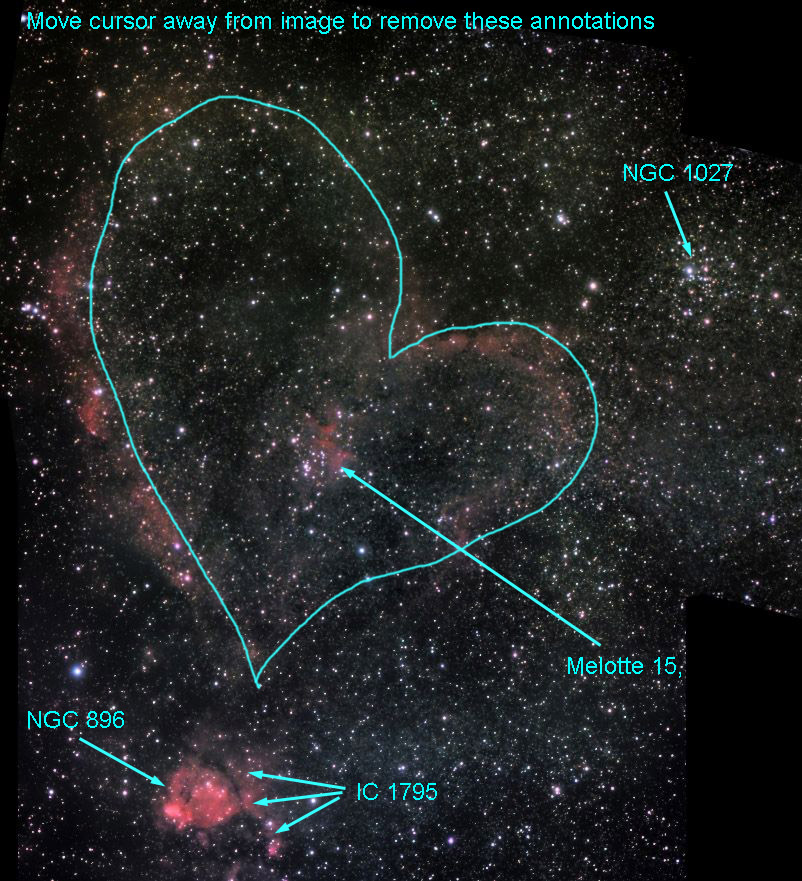 Move cursor away from image to remove these annotations
NGC 1027
Melotte 15,
NGC 896
IC 1795